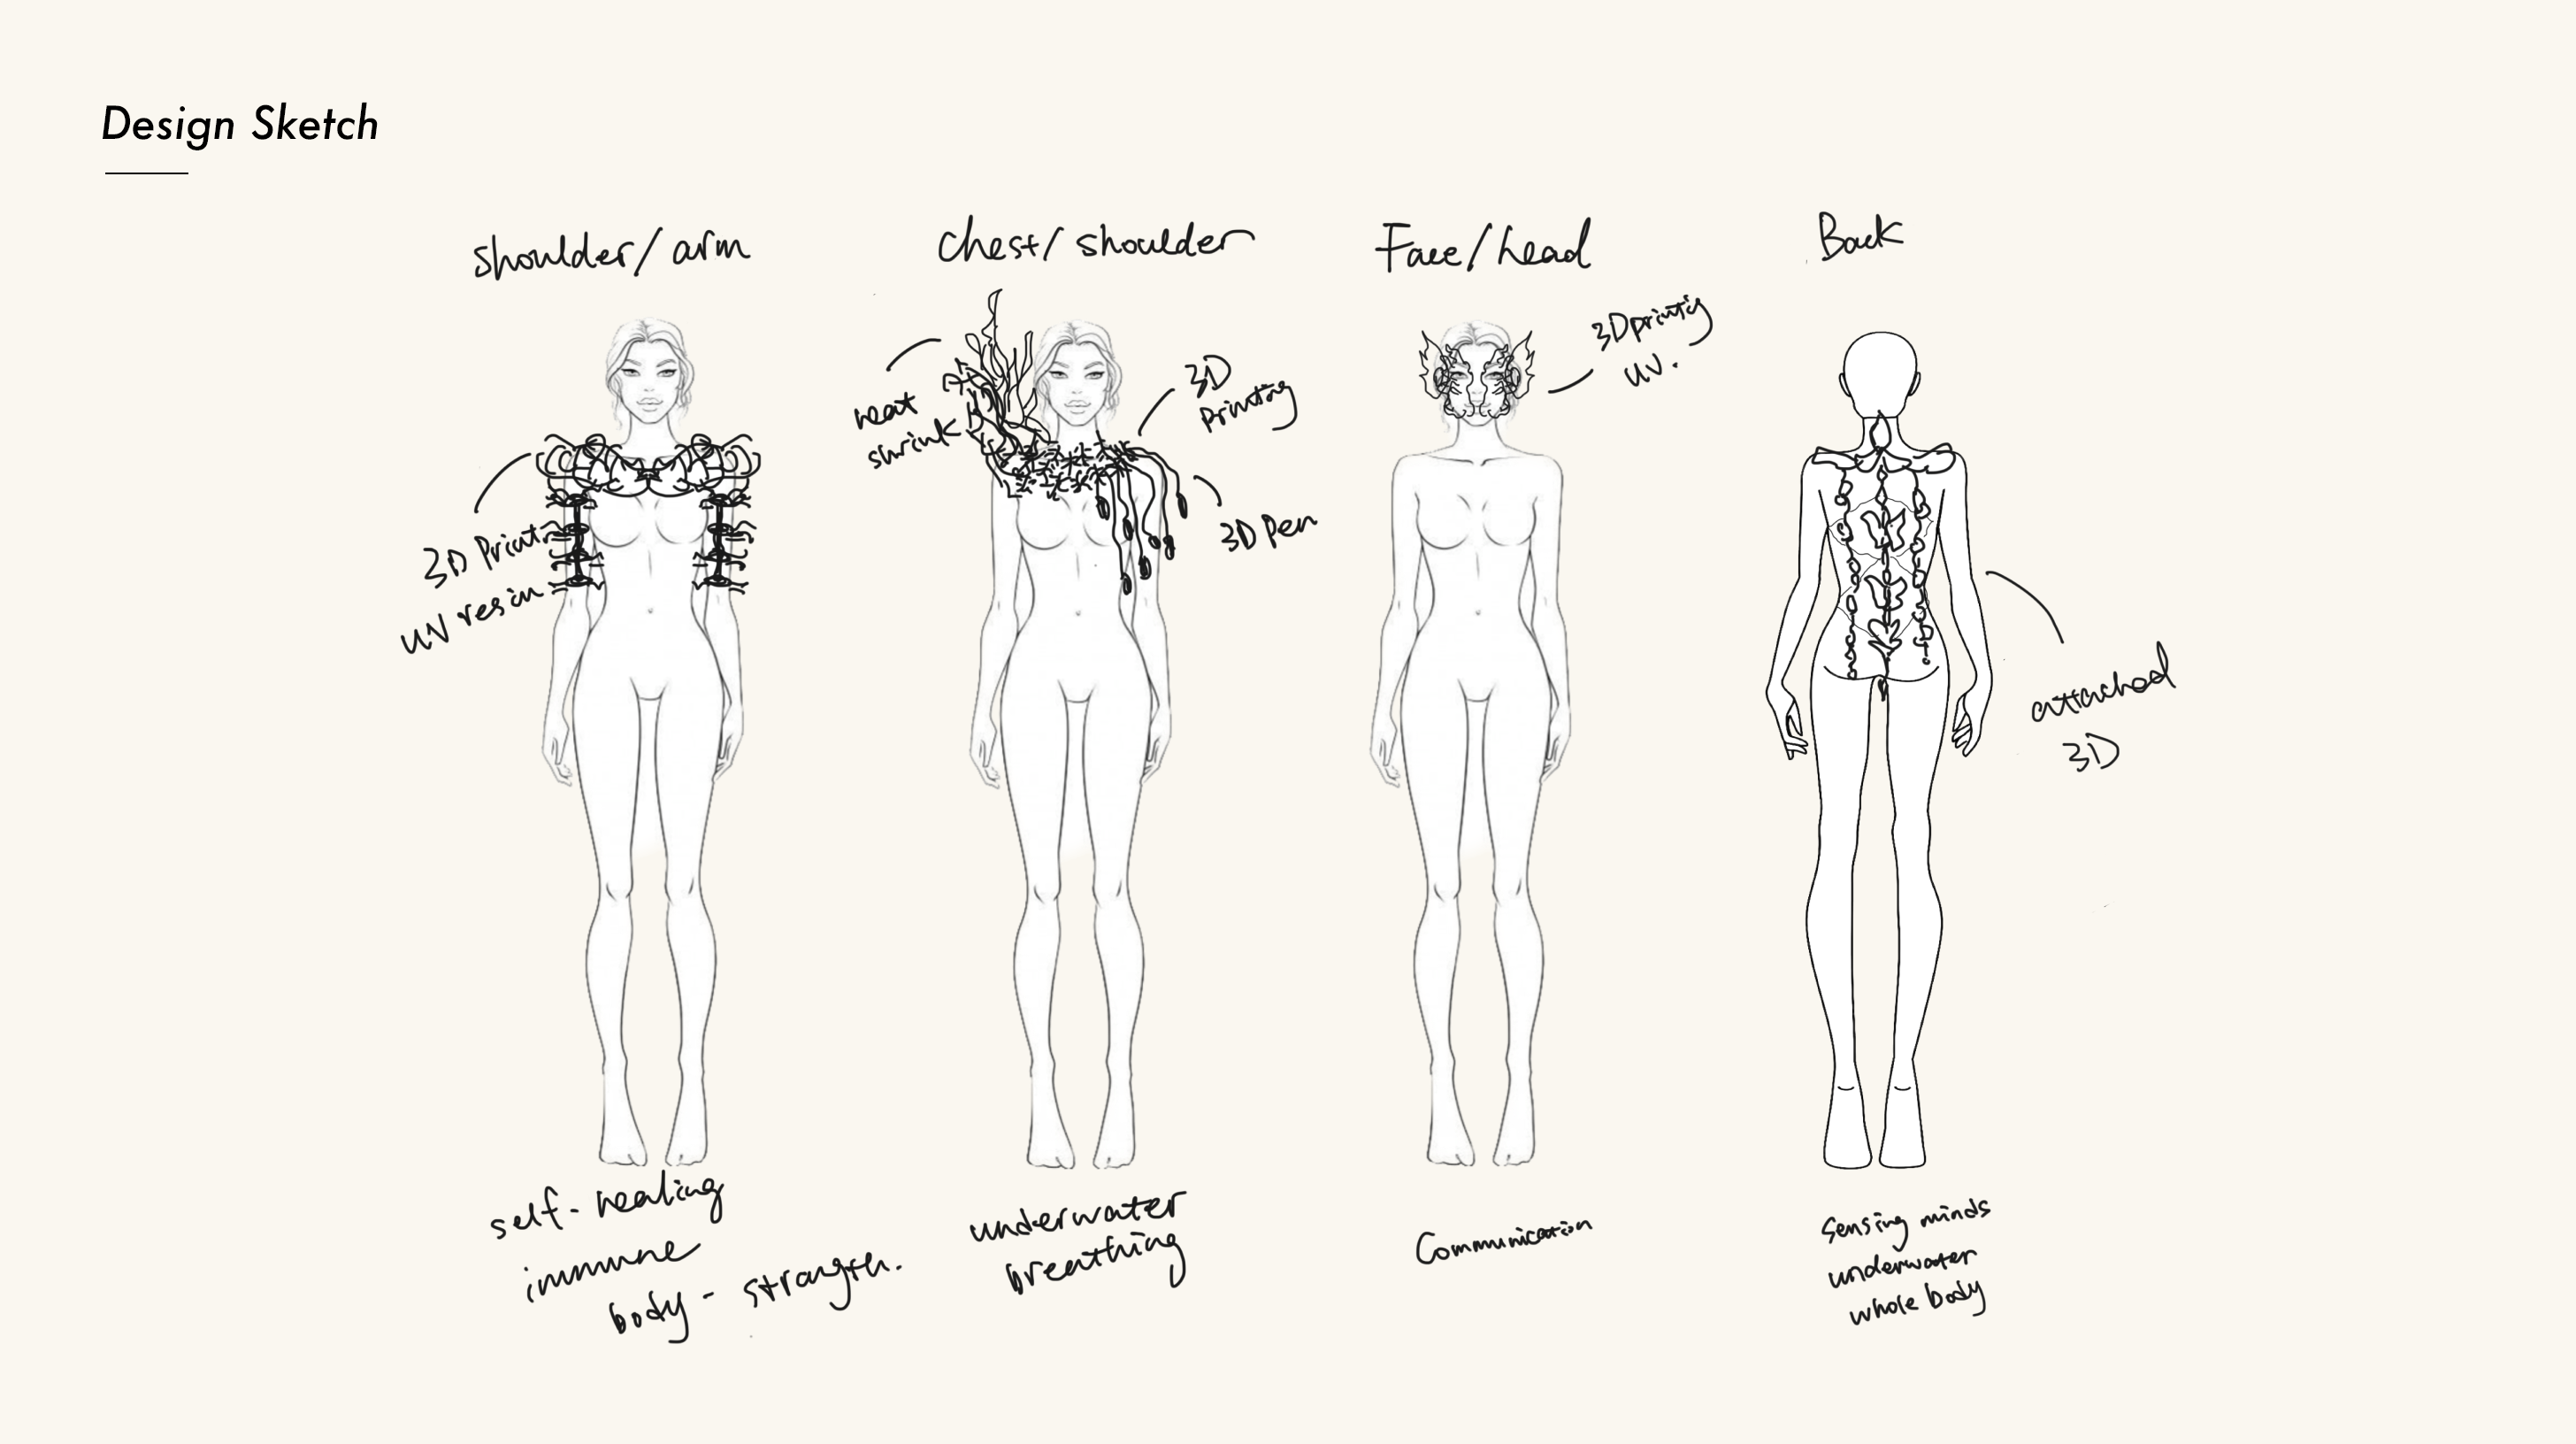 Design Sketch
shoulder/arm
3D Print
UV resin
self-healing
immune
body-strength.
Chest/shoulder
heat
shrink
3D
Printing
3D Pen
underwater
breathing
Face/head
3D printig
UV.
Communication
Back
attached
3D
Sensing minds
underwater
whole body